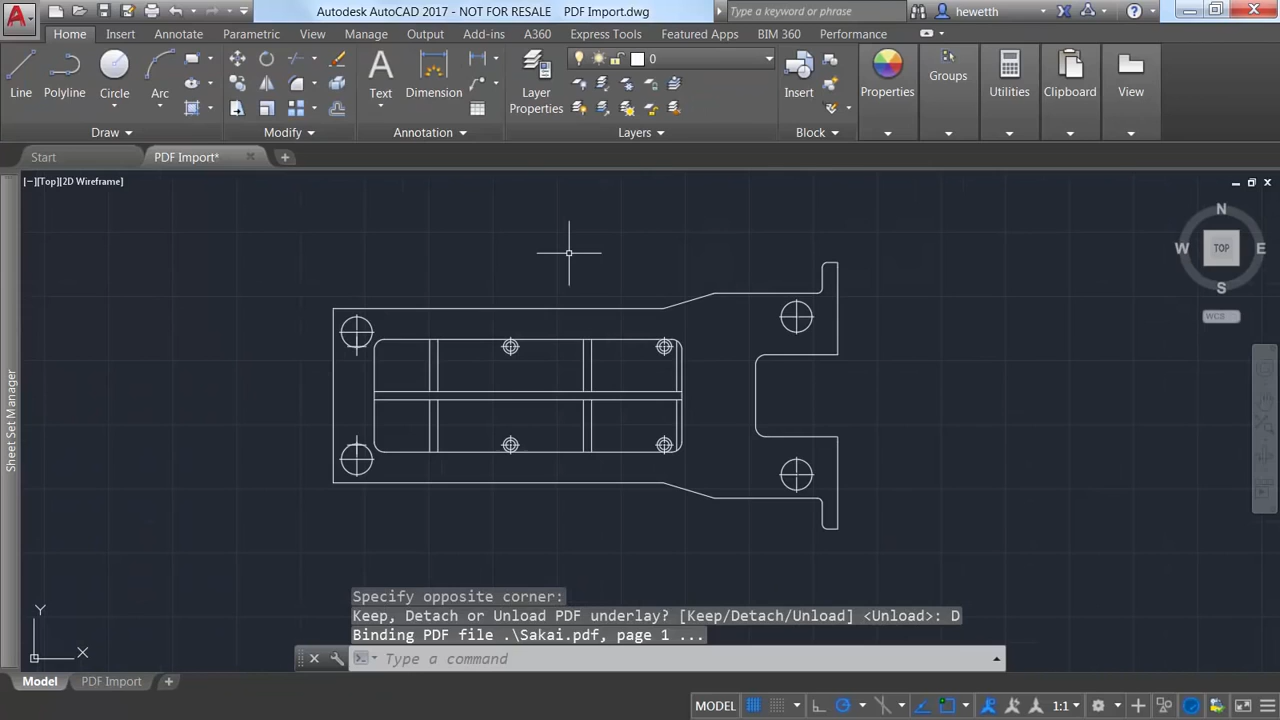 Autodesk AutoCAD 2017 - NOT FOR RESALE PDF Import.dwg
Type a keyword or phrase
hewetth
Home Insert Annotate Parametric View Manage Output Add-ins A360 Express Tools Featured Apps BIM 360 Performance
Line Polyline Circle Arc
Text Dimension
Layer Properties
0
Insert
Properties Groups Utilities Clipboard View
Draw Modify Annotation Layers Block
Start PDF Import*
[−][Top][2D Wireframe]
N
W TOP E
S
WCS
Sheet Set Manager
Specify opposite corner:
Keep, Detach or Unload PDF underlay? [Keep/Detach/Unload] <Unload>: D
Binding PDF file .\Sakai.pdf, page 1 ...
Type a command
Y
X
Model PDF Import
MODEL 1:1